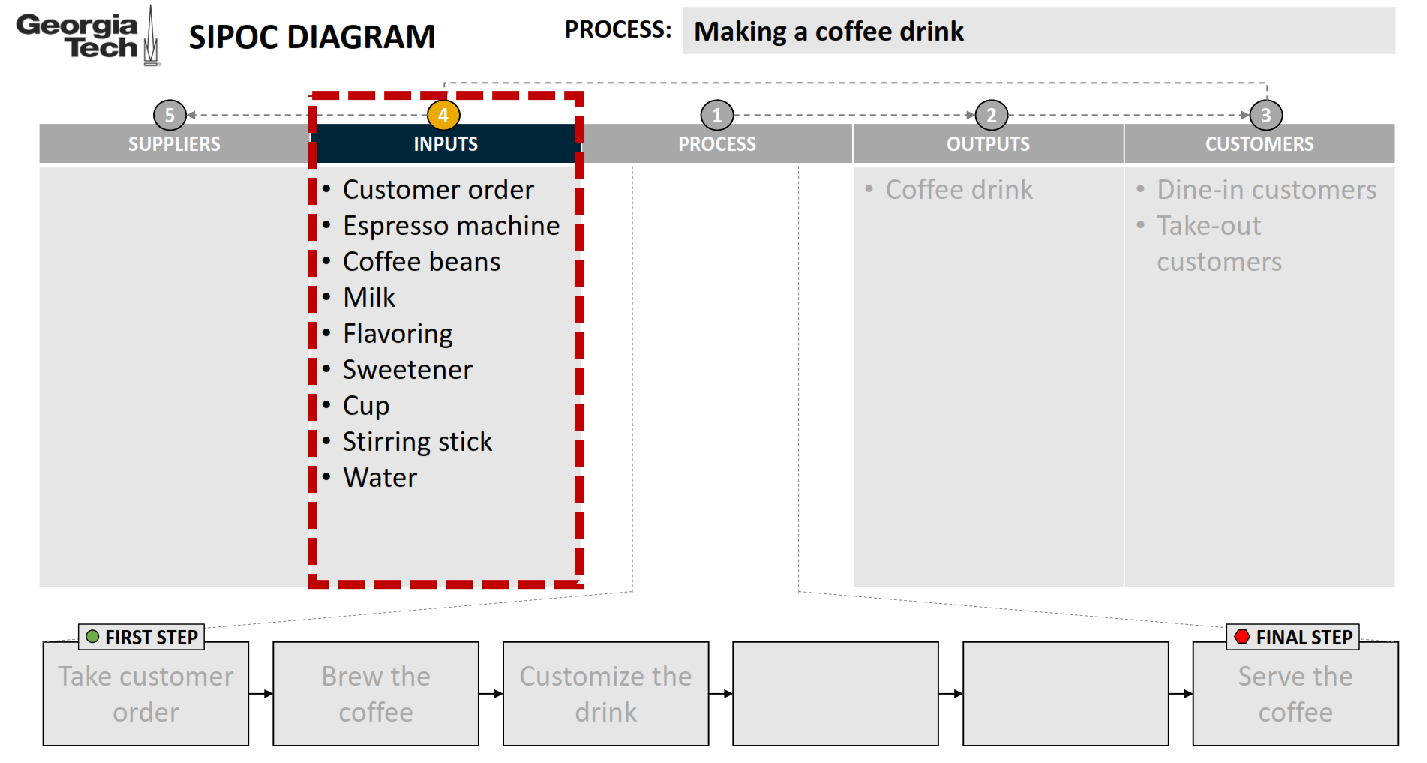 Georgia
Tech
SIPOC DIAGRAM
PROCESS:
Making a coffee drink
5
4
1
2
3
SUPPLIERS
INPUTS
PROCESS
OUTPUTS
CUSTOMERS
• Customer order
• Espresso machine
• Coffee beans
• Milk
• Flavoring
• Sweetener
• Cup
• Stirring stick
• Water
• Coffee drink
• Dine-in customers
• Take-out
customers
FIRST STEP
Take customer
order
Brew the
coffee
Customize the
drink
FINAL STEP
Serve the
coffee